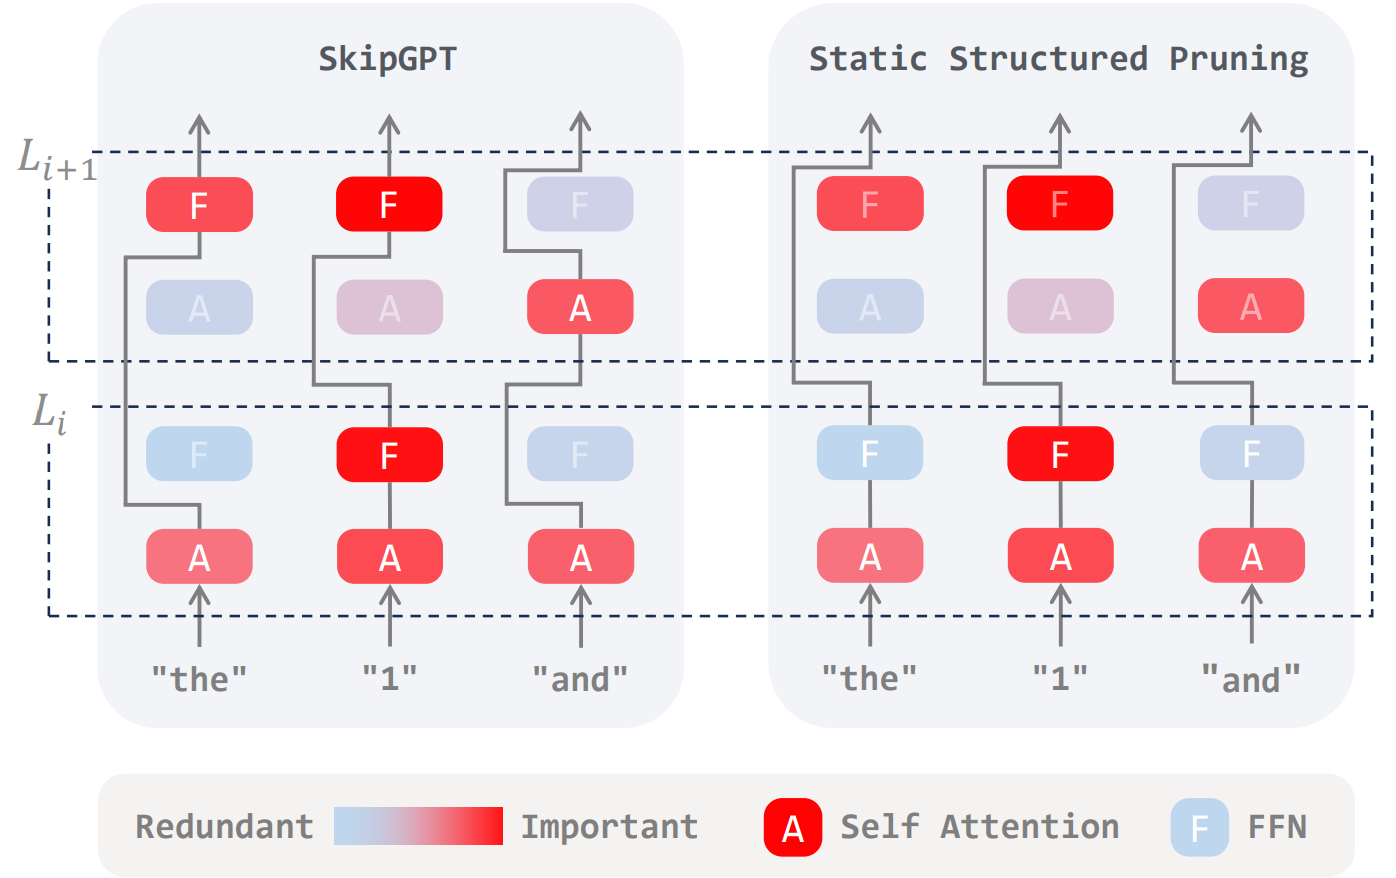 SkipGPT
Static Structured Pruning
L_{i+1}
F F F F F F
A A A A A A
L_i
F F F F F F
A A A A A A
"the" "1" "and" "the" "1" "and"
Redundant Important A Self Attention F FFN